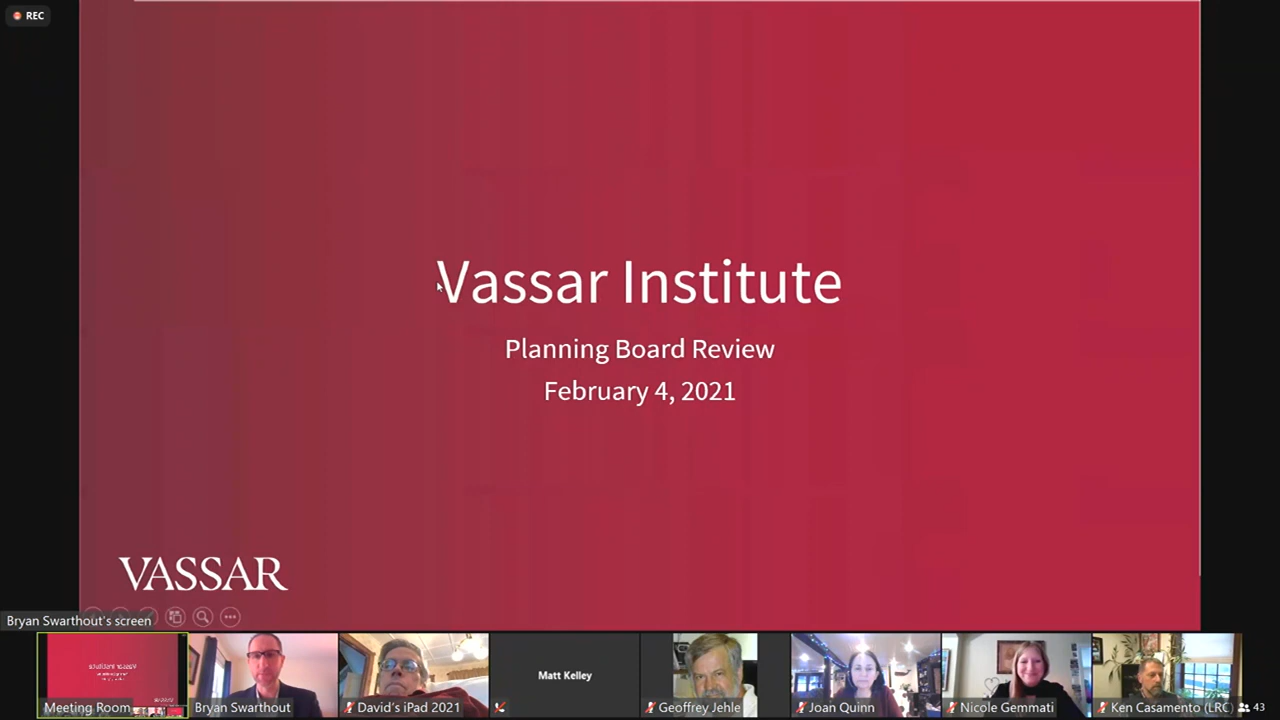 REC
Vassar Institute
Planning Board Review
February 4, 2021
VASSAR
Bryan Swarthout's screen
Meeting Room
Bryan Swarthout
David's iPad 2021
Matt Kelley
Geoffrey Jehle
Joan Quinn
Nicole Gemmati
Ken Casamento (LRC)
43